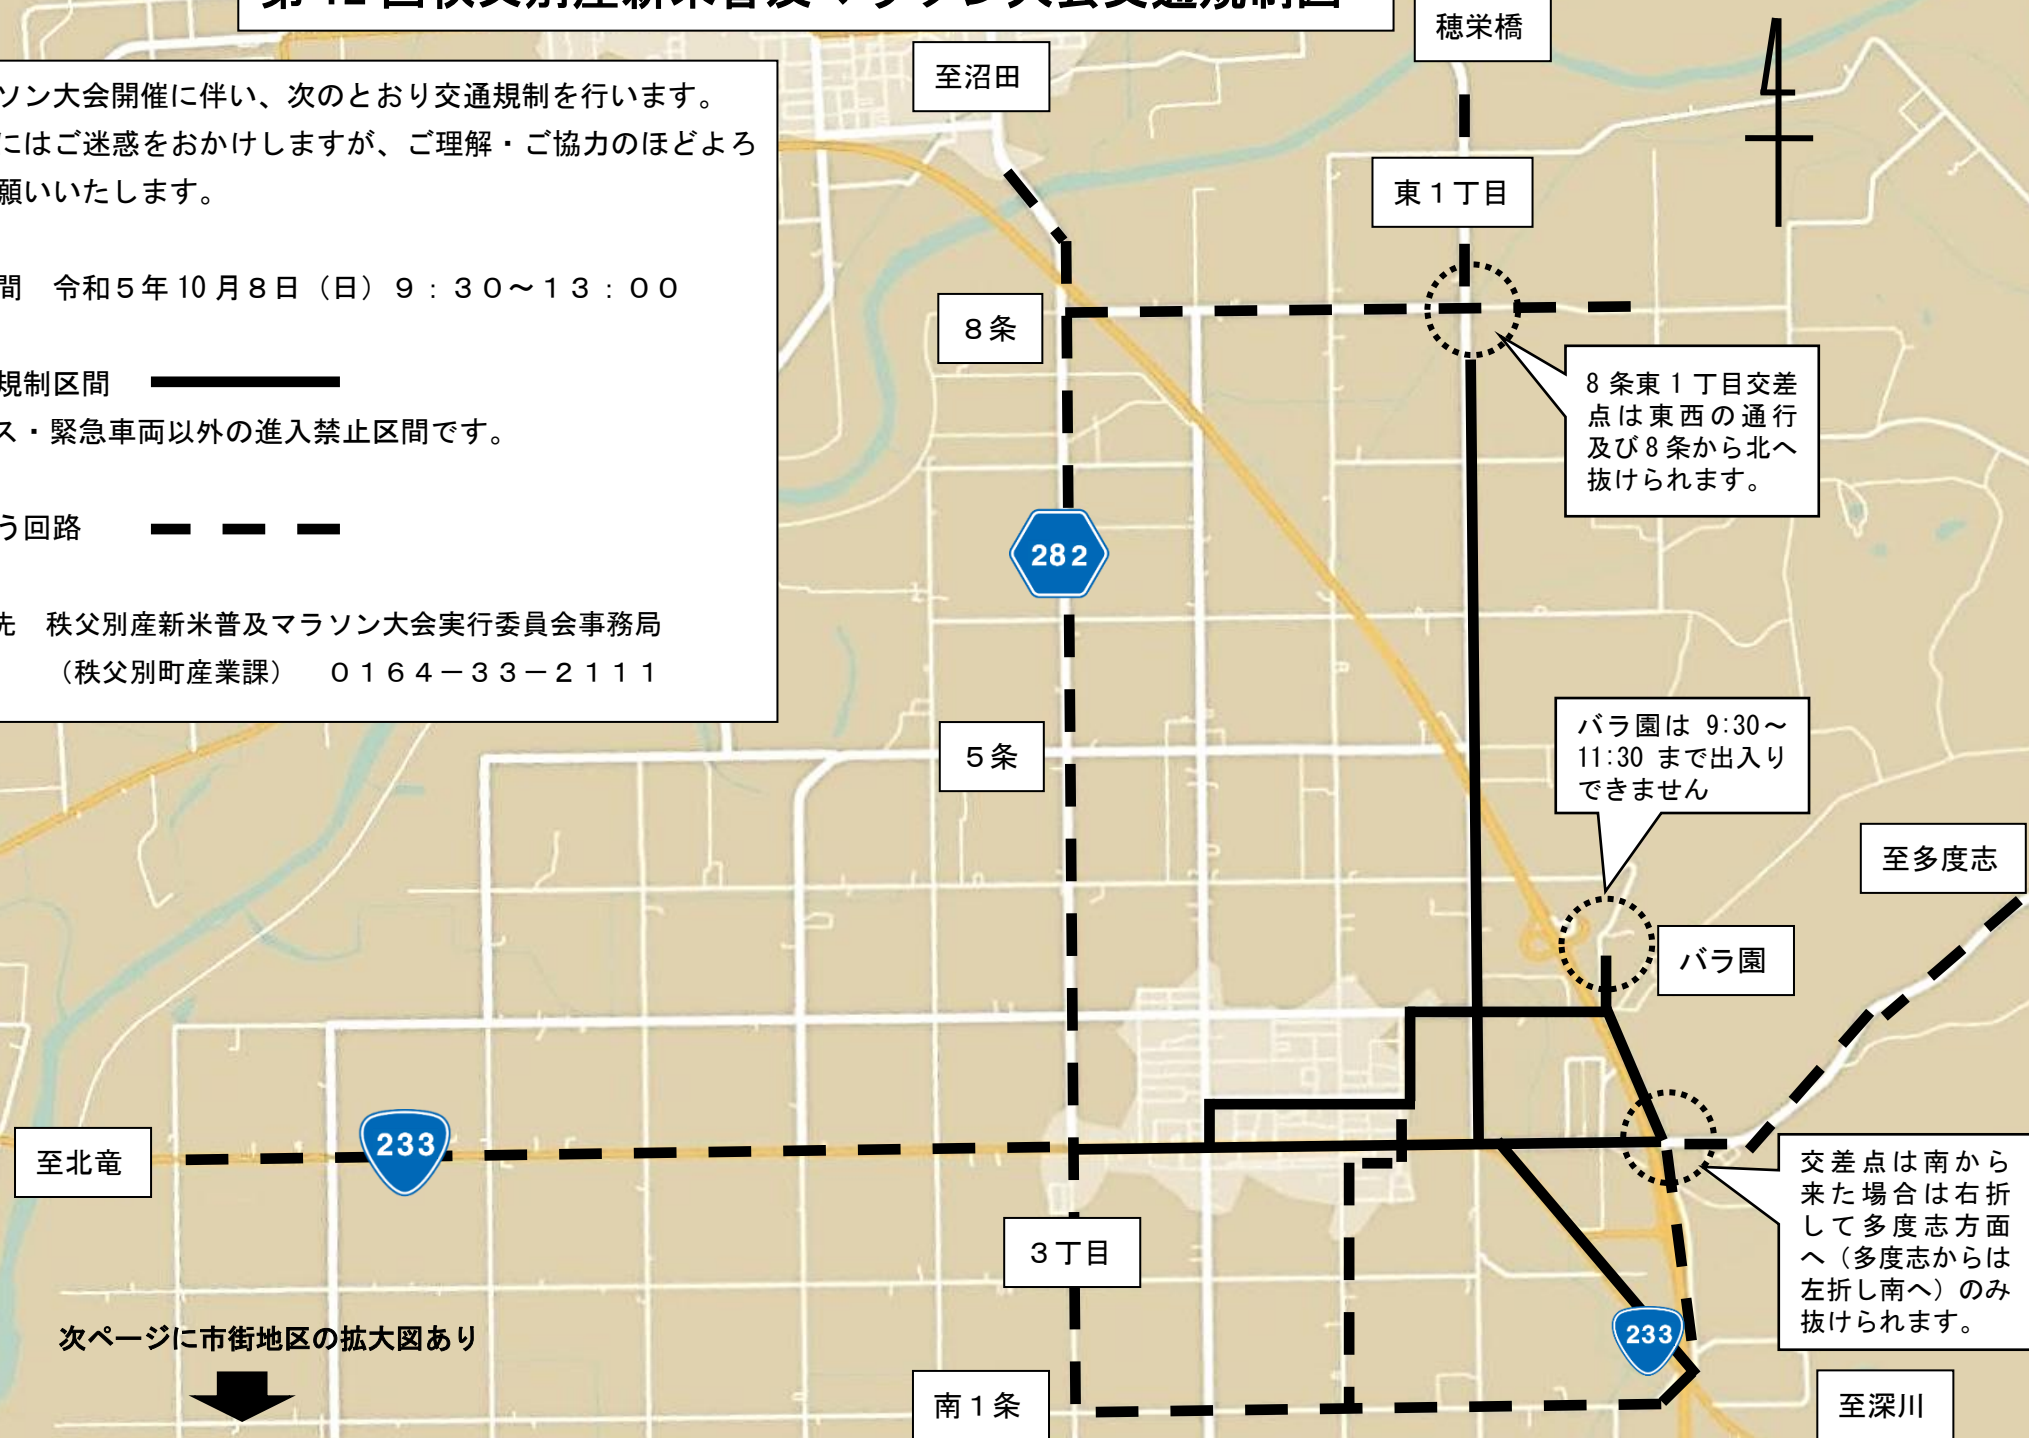 穂栄橋
至沼田
ソン大会開催に伴い、次のとおり交通規制を行います。
にはご迷惑をおかけしますが、ご理解・ご協力のほどよろ
願いいたします。
間　令和５年 10 月８日（日）９：３０～１３：００
規制区間
ス・緊急車両以外の進入禁止区間です。
う回路
先　秩父別産新米普及マラソン大会実行委員会事務局
（秩父別町産業課）　０１６４－３３－２１１１
東１丁目
８条
8 条東 1 丁目交差
点は東西の通行
及び 8 条から北へ
抜けられます。
282
５条
バラ園は 9:30～
11:30 まで出入り
できません
至多度志
バラ園
至北竜
233
交差点は南から
来た場合は右折
して多度志方面
へ（多度志からは
左折し南へ）のみ
抜けられます。
３丁目
233
次ページに市街地区の拡大図あり
南１条
至深川